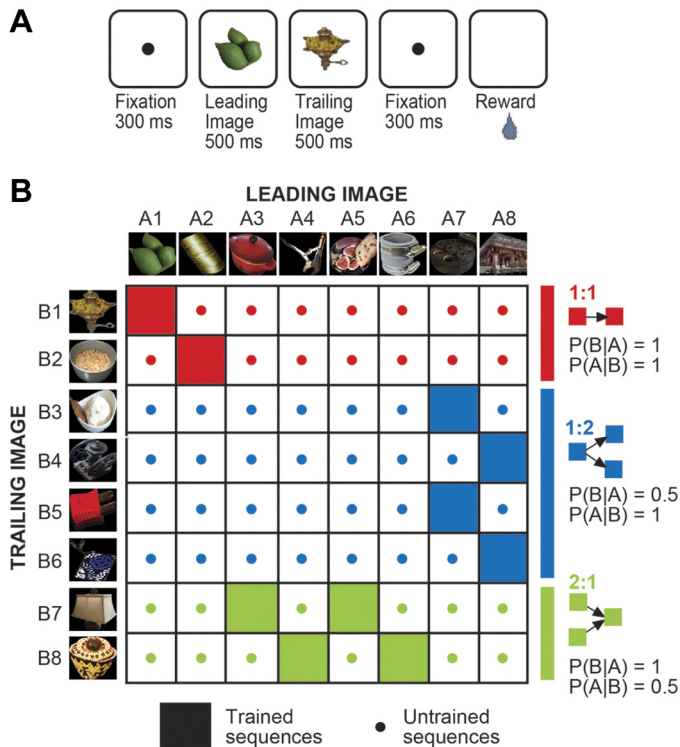 A
Fixation
300 ms
Leading
Image
500 ms
Trailing
Image
500 ms
Fixation
300 ms
Reward
B
LEADING IMAGE
A1 A2 A3 A4 A5 A6 A7 A8
TRAILING IMAGE
B1
B2
B3
B4
B5
B6
B7
B8
1:1
P(B|A) = 1
P(A|B) = 1
1:2
P(B|A) = 0.5
P(A|B) = 1
2:1
P(B|A) = 1
P(A|B) = 0.5
Trained
sequences
Untrained
sequences